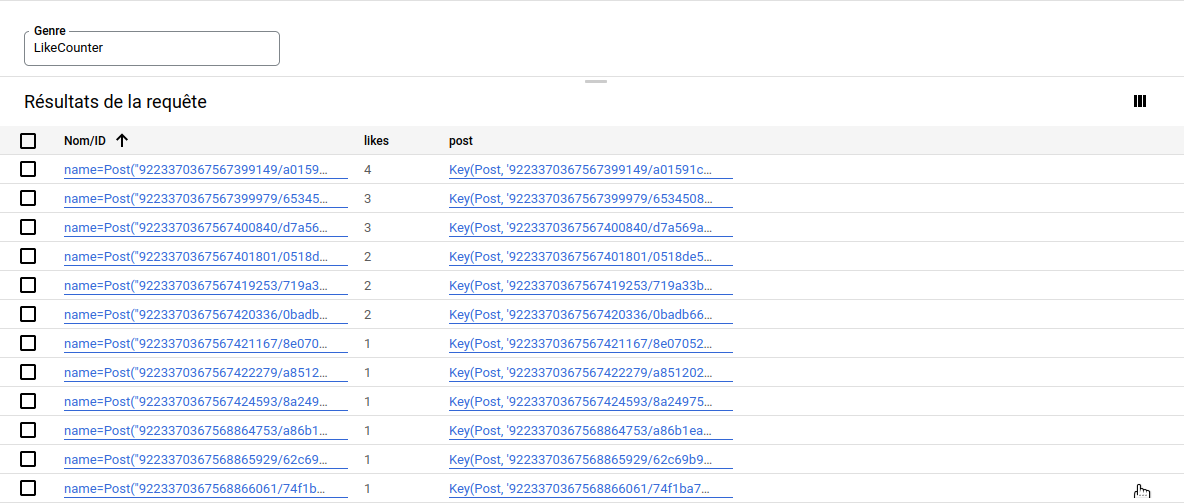 Genre
LikeCounter
Résultats de la requête
Nom/ID likes post
name=Post("9223370367567399149/a0159… 4 Key(Post, '9223370367567399149/a01591c…
name=Post("9223370367567399979/65345… 3 Key(Post, '9223370367567399979/6534508…
name=Post("9223370367567400840/d7a56… 3 Key(Post, '9223370367567400840/d7a569a…
name=Post("9223370367567401801/0518d… 2 Key(Post, '9223370367567401801/0518de5…
name=Post("9223370367567419253/719a3… 2 Key(Post, '9223370367567419253/719a33b…
name=Post("9223370367567420336/0badb… 2 Key(Post, '9223370367567420336/0badb66…
name=Post("9223370367567421167/8e070… 1 Key(Post, '9223370367567421167/8e07052…
name=Post("9223370367567422279/a8512… 1 Key(Post, '9223370367567422279/a851202…
name=Post("9223370367567424593/8a249… 1 Key(Post, '9223370367567424593/8a24975…
name=Post("9223370367568864753/a86b1… 1 Key(Post, '9223370367568864753/a86b1ea…
name=Post("9223370367568865929/62c69… 1 Key(Post, '9223370367568865929/62c69b9…
name=Post("9223370367568866061/74f1b… 1 Key(Post, '9223370367568866061/74f1ba7…